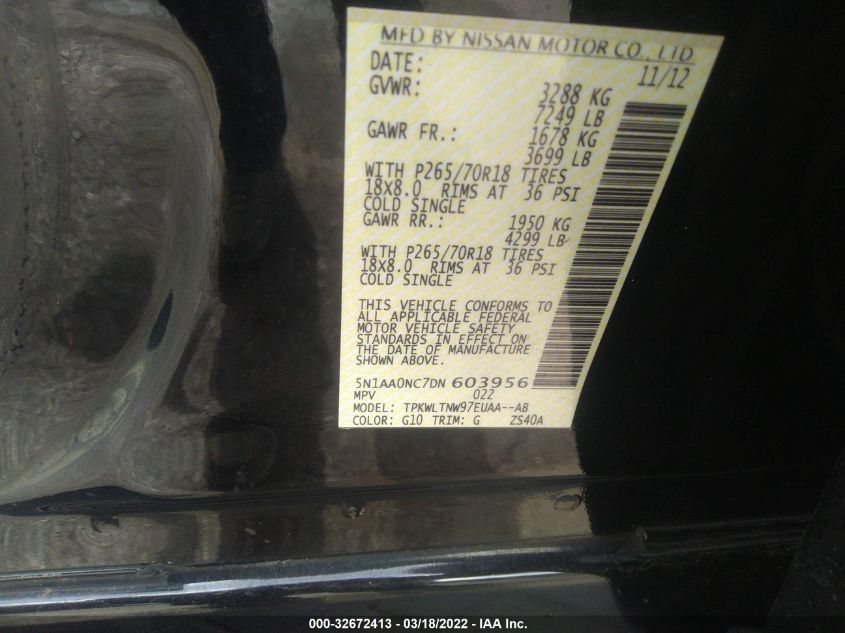 MFD BY NISSAN MOTOR CO., LTD
DATE: 11/12
GVWR: 3288 KG
7249 LB
GAWR FR.: 1678 KG
3699 LB
WITH P265/70R18 TIRES
18X8.0 RIMS AT 36 PSI
COLD SINGLE
GAWR RR.: 1950 KG
4299 LB
WITH P265/70R18 TIRES
18X8.0 RIMS AT 36 PSI
COLD SINGLE
THIS VEHICLE CONFORMS TO
ALL APPLICABLE FEDERAL
MOTOR VEHICLE SAFETY
STANDARDS IN EFFECT ON
THE DATE OF MANUFACTURE
SHOWN ABOVE.
5N1AA0NC7DN 603956
MPV 022
MODEL: TPKWLTNW97EUAA--AB
COLOR: G10 TRIM: G ZS40A
000-32672413 - 03/18/2022 - IAA Inc.